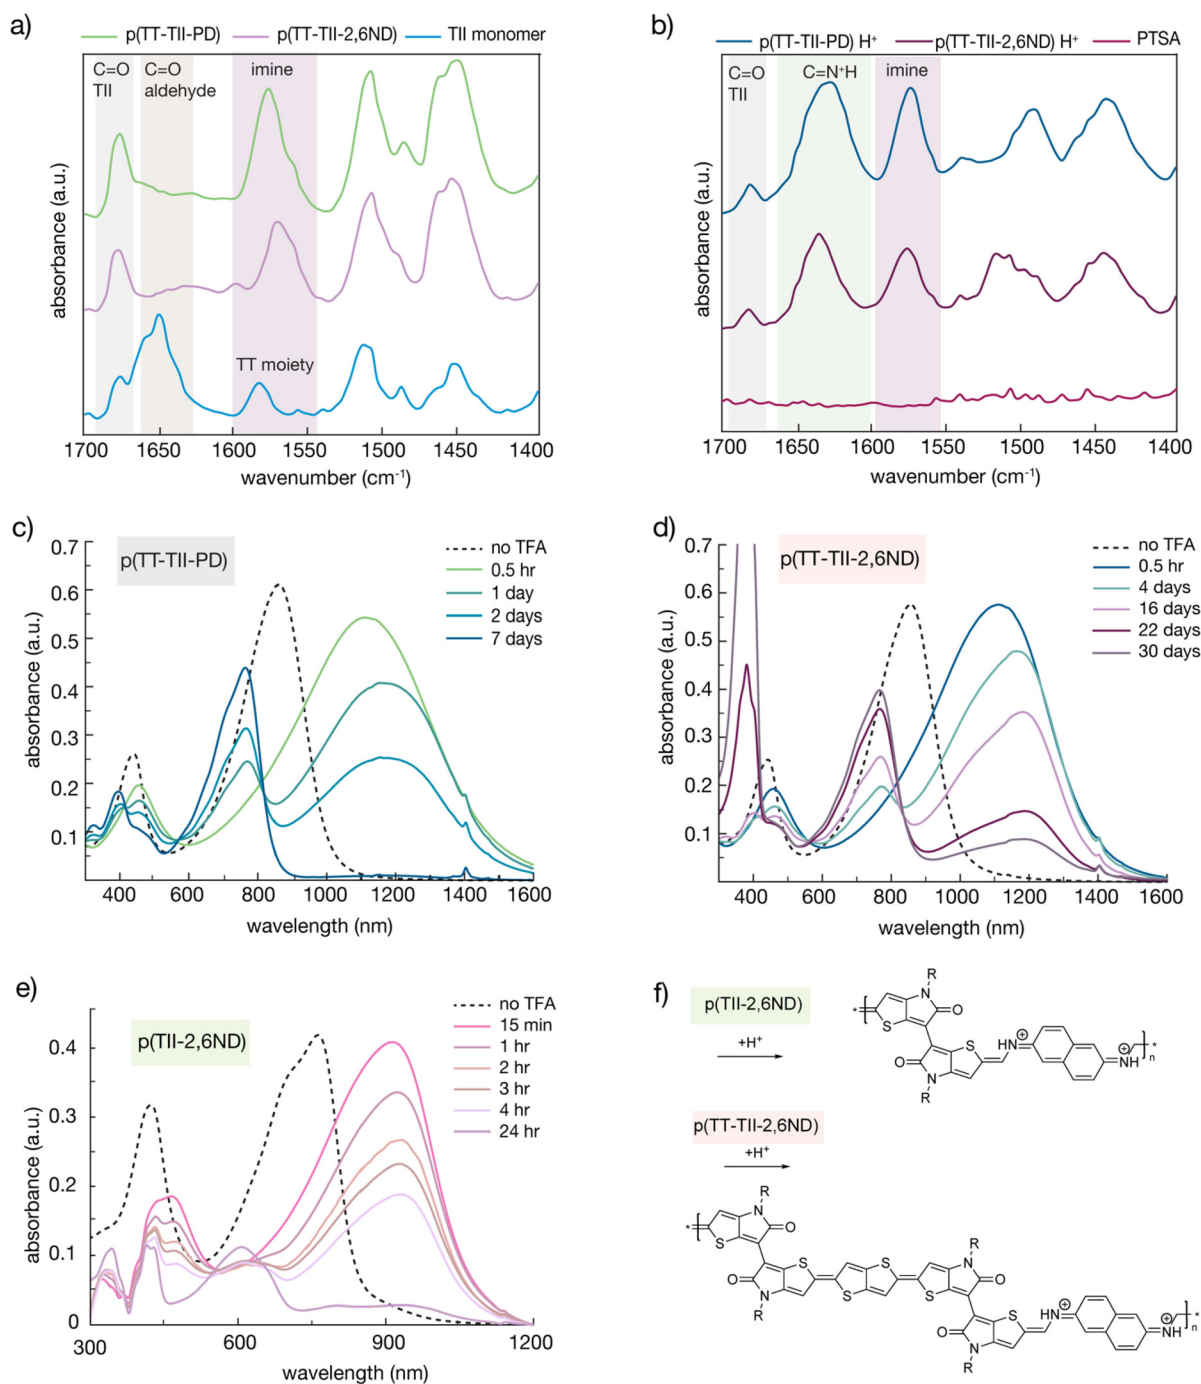 a)
p(TT-TII-PD) p(TT-TII-2,6ND) TII monomer
C=O
TII
C=O
aldehyde
imine
TT moiety
absorbance (a.u.)
1700 1650 1600 1550 1500 1450 1400
wavenumber (cm⁻¹)
b)
p(TT-TII-PD) H⁺ p(TT-TII-2,6ND) H⁺ PTSA
C=O
TII
C=N⁺H
imine
absorbance (a.u.)
1700 1650 1600 1550 1500 1450 1400
wavenumber (cm⁻¹)
c)
p(TT-TII-PD)
no TFA
0.5 hr
1 day
2 days
7 days
0.7
0.6
0.5
0.4
0.3
0.2
0.1
absorbance (a.u.)
400 600 800 1000 1200 1400 1600
wavelength (nm)
d)
p(TT-TII-2,6ND)
no TFA
0.5 hr
4 days
16 days
22 days
30 days
0.7
0.6
0.5
0.4
0.3
0.2
0.1
absorbance (a.u.)
400 600 800 1000 1200 1400 1600
wavelength (nm)
e)
p(TII-2,6ND)
no TFA
15 min
1 hr
2 hr
3 hr
4 hr
24 hr
0.4
0.3
0.2
0.1
0
absorbance (a.u.)
300 600 900 1200
wavelength (nm)
f)
p(TII-2,6ND)
+H⁺
R
N
O
S
S
O
N
R
HN
+
+
NH
n
*
*
p(TT-TII-2,6ND)
+H⁺
R
N
O
S
*
O
N
R
S
S
S
S
R
N
O
O
S
N
R
HN
+
+
NH
n
*